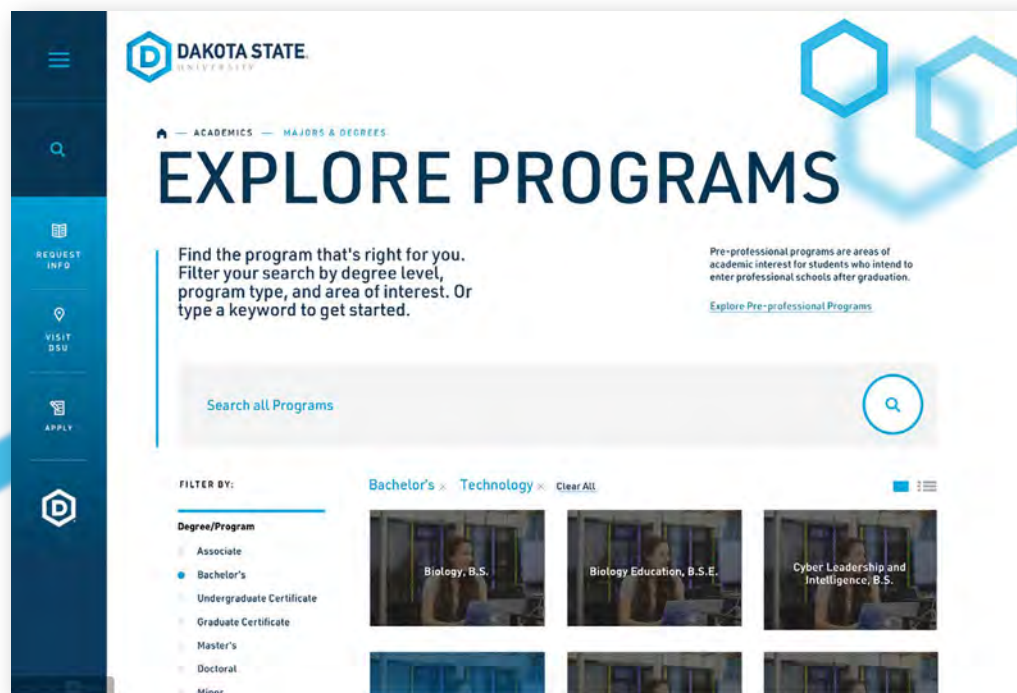 DAKOTA STATE
UNIVERSITY
REQUEST
INFO
VISIT
DSU
APPLY
D
ACADEMICS — MAJORS & DEGREES
EXPLORE PROGRAMS
Find the program that's right for you.
Filter your search by degree level,
program type, and area of interest. Or
type a keyword to get started.
Pre-professional programs are areas of
academic interest for students who intend to
enter professional schools after graduation.
Explore Pre-professional Programs
Search all Programs
FILTER BY:
Degree/Program
Associate
Bachelor's
Undergraduate Certificate
Graduate Certificate
Master's
Doctoral
Minor
Bachelor's × Technology × Clear All
Biology, B.S.
Biology Education, B.S.E.
Cyber Leadership and
Intelligence, B.S.